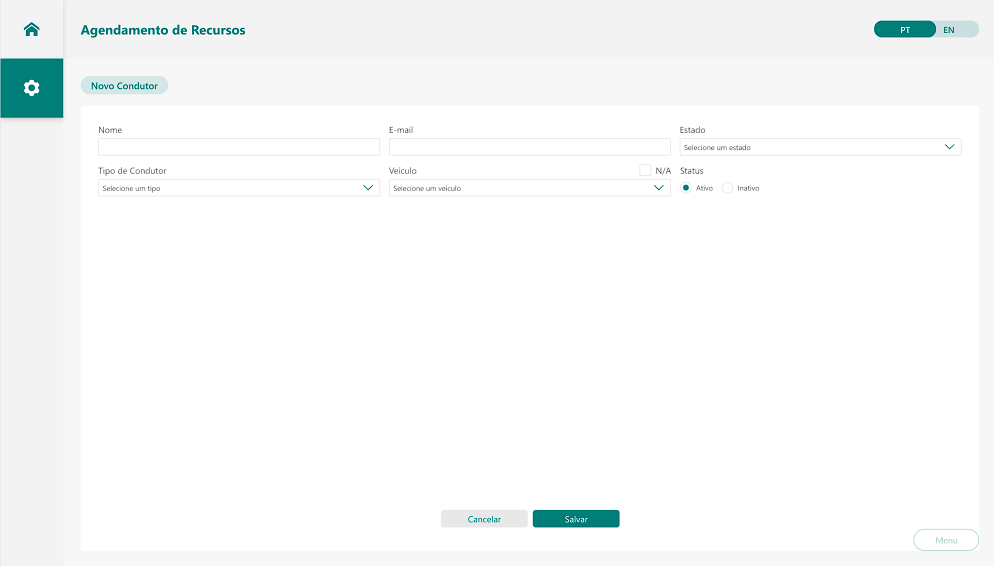 Agendamento de Recursos
PT
EN
Novo Condutor
Nome
E-mail
Estado
Selecione um estado
Tipo de Condutor
Veículo
N/A
Status
Selecione um tipo
Selecione um veículo
Ativo
Inativo
Cancelar
Salvar
Menu